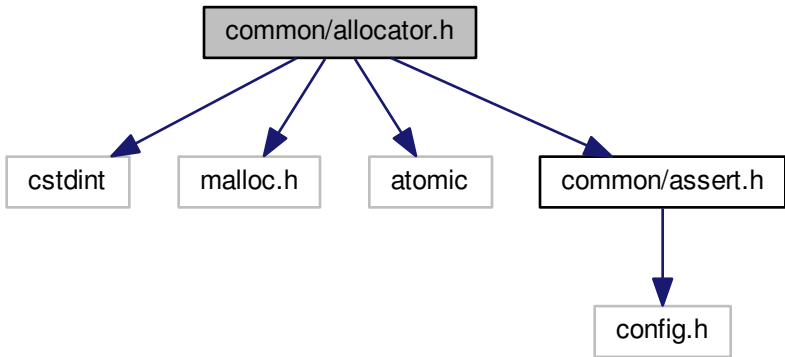 common/allocator.h
cstdint
malloc.h
atomic
common/assert.h
config.h